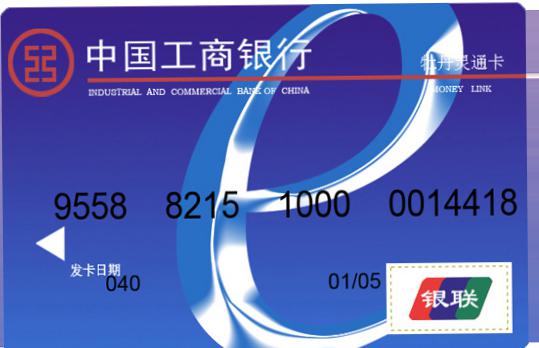 中国工商银行
牡丹灵通卡
INDUSTRIAL AND COMMERCIAL BANK OF CHINA
MONEY LINK
9558 8215 1000 0014418
发卡日期
040
01/05
银联